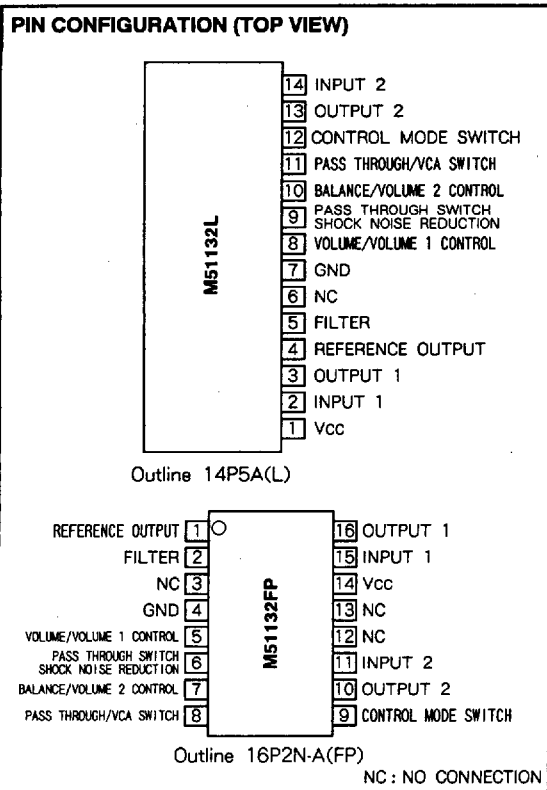 PIN CONFIGURATION (TOP VIEW)
M51132L
14 INPUT 2
13 OUTPUT 2
12 CONTROL MODE SWITCH
11 PASS THROUGH/VCA SWITCH
10 BALANCE/VOLUME 2 CONTROL
9 PASS THROUGH SWITCH
SHOCK NOISE REDUCTION
8 VOLUME/VOLUME 1 CONTROL
7 GND
6 NC
5 FILTER
4 REFERENCE OUTPUT
3 OUTPUT 1
2 INPUT 1
1 Vcc
Outline 14P5A(L)
REFERENCE OUTPUT 1
FILTER 2
NC 3
GND 4
VOLUME/VOLUME 1 CONTROL 5
PASS THROUGH SWITCH
SHOCK NOISE REDUCTION 6
BALANCE/VOLUME 2 CONTROL 7
PASS THROUGH/VCA SWITCH 8
M51132FP
16 OUTPUT 1
15 INPUT 1
14 Vcc
13 NC
12 NC
11 INPUT 2
10 OUTPUT 2
9 CONTROL MODE SWITCH
Outline 16P2N-A(FP)
NC : NO CONNECTION